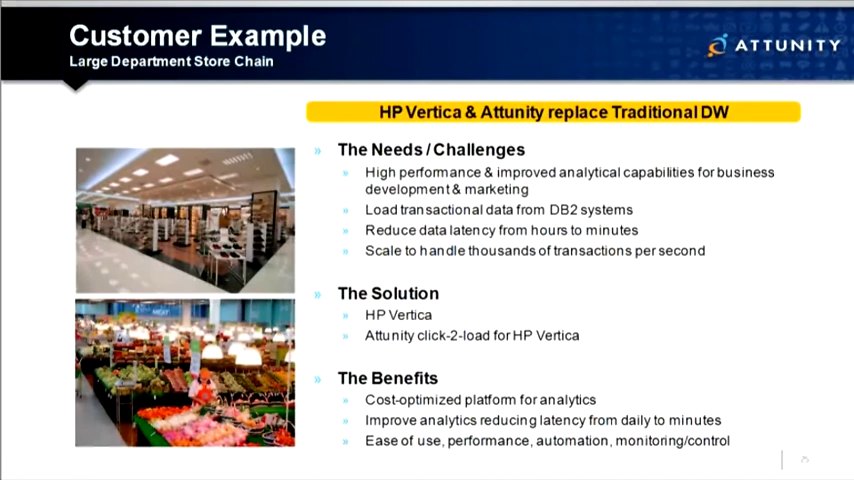 Customer Example
Large Department Store Chain
ATTUNITY
HP Vertica & Attunity replace Traditional DW
» The Needs / Challenges
» High performance & improved analytical capabilities for business
development & marketing
» Load transactional data from DB2 systems
» Reduce data latency from hours to minutes
» Scale to handle thousands of transactions per second
» The Solution
» HP Vertica
» Attunity click-2-load for HP Vertica
» The Benefits
» Cost-optimized platform for analytics
» Improve analytics reducing latency from daily to minutes
» Ease of use, performance, automation, monitoring/control